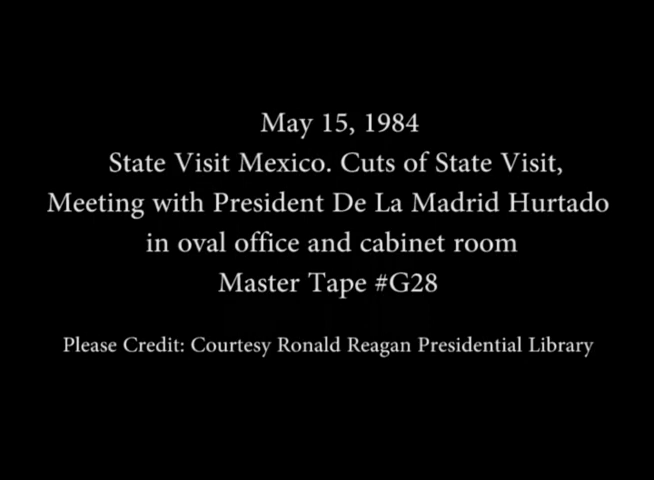 May 15, 1984
State Visit Mexico. Cuts of State Visit,
Meeting with President De La Madrid Hurtado
in oval office and cabinet room
Master Tape #G28
Please Credit: Courtesy Ronald Reagan Presidential Library